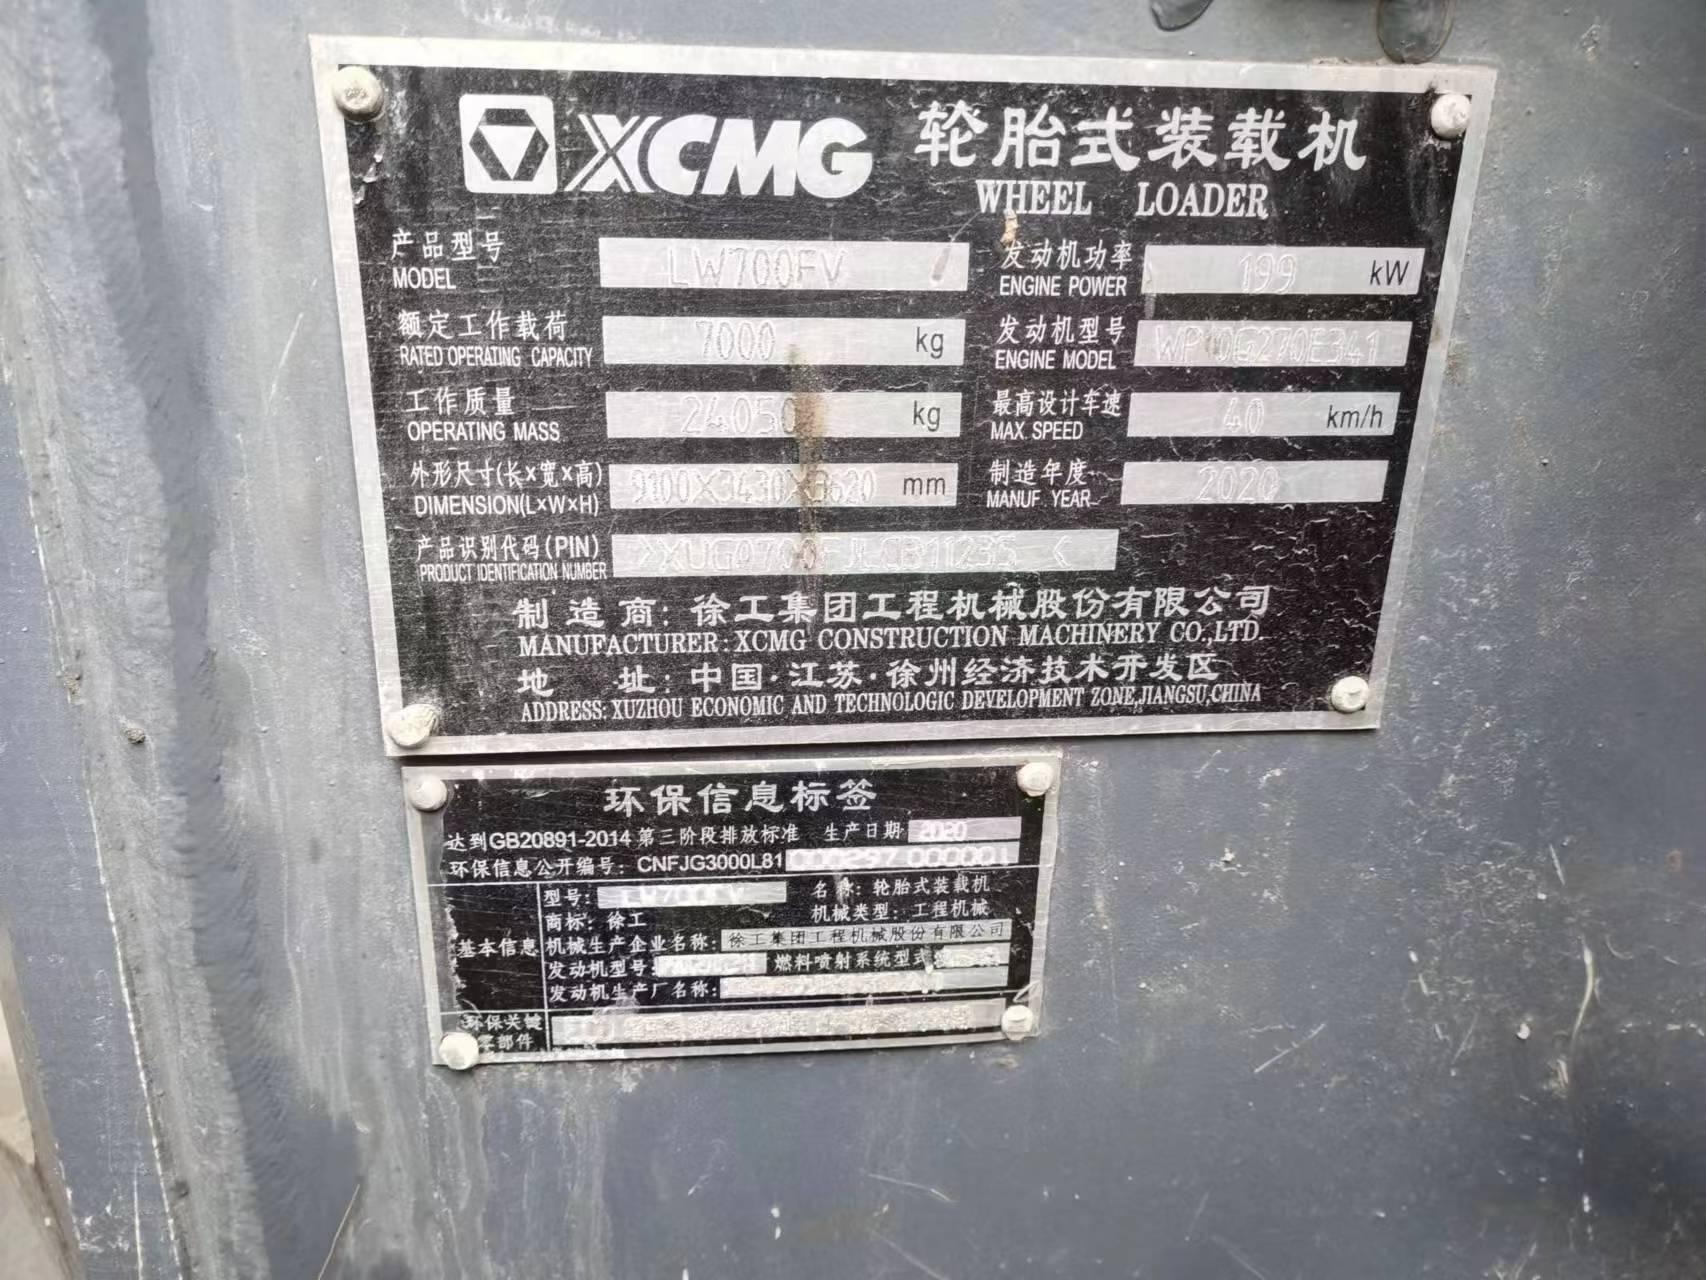 XCMG 轮胎式装载机
WHEEL LOADER
产品型号 LW700FV 发动机功率 199 kW
MODEL ENGINE POWER
额定工作载荷 7000 kg 发动机型号 WP10G270E341
RATED OPERATING CAPACITY ENGINE MODEL
工作质量 24050 kg 最高设计车速 40 km/h
OPERATING MASS MAX. SPEED
外形尺寸(长×宽×高) 9100X3430X3620 mm 制造年度 2020
DIMENSION(L×W×H) MANUF. YEAR
产品识别代码(PIN)
PRODUCT IDENTIFICATION NUMBER
制造商:徐工集团工程机械股份有限公司
MANUFACTURER: XCMG CONSTRUCTION MACHINERY CO.,LTD.
地址:中国·江苏·徐州经济技术开发区
ADDRESS: XUZHOU ECONOMIC AND TECHNOLOGIC DEVELOPMENT ZONE,JIANGSU,CHINA
环保信息标签
达到GB20891-2014第三阶段排放标准 生产日期 2020
环保信息公开编号: CNFJG3000L81 000297 000001
型号: LW700FV 名称: 轮胎式装载机
商标: 徐工 机械类型: 工程机械
基本信息 机械生产企业名称: 徐工集团工程机械股份有限公司
发动机型号: 燃料喷射系统型式
发动机生产厂名称:
环保关键
零部件